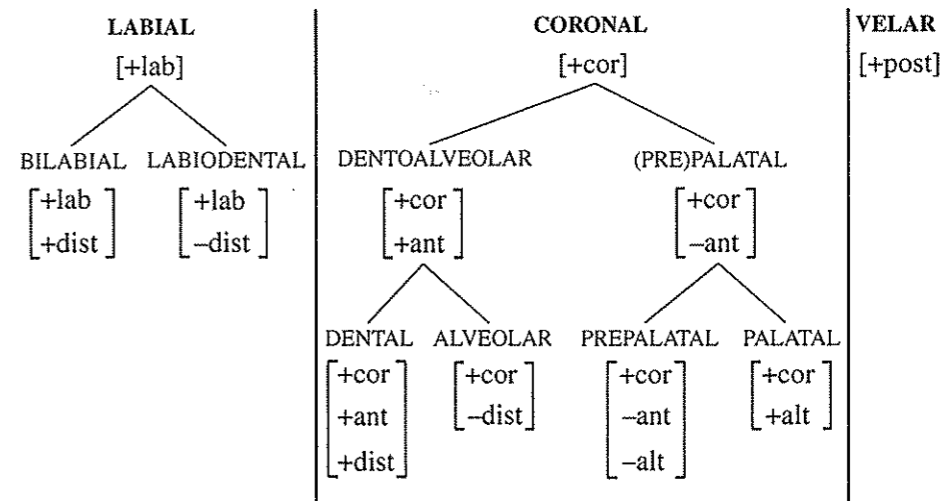 LABIAL CORONAL VELAR
[+lab] [+cor] [+post]
BILABIAL LABIODENTAL DENTOALVEOLAR (PRE)PALATAL
[+lab [+lab [+cor [+cor
+dist] –dist] +ant] –ant]
DENTAL ALVEOLAR PREPALATAL PALATAL
[+cor [+cor [+cor [+cor
+ant –dist] –ant +alt]
+dist] –alt]